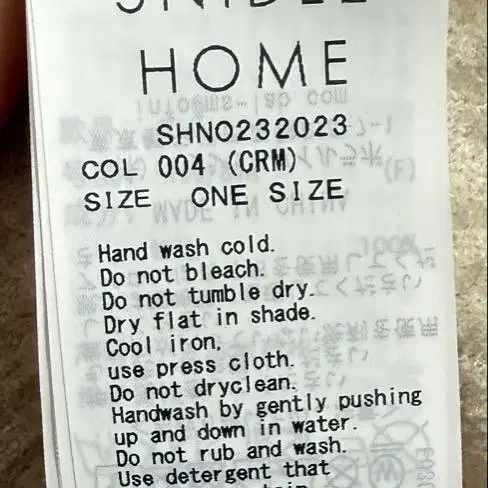 SNIDEL
HOME
SHNO232023
COL 004 (CRM)
SIZE ONE SIZE
Hand wash cold.
Do not bleach.
Do not tumble dry.
Dry flat in shade.
Cool iron.
use press cloth.
Do not dryclean.
Handwash by gently pushing
up and down in water.
Do not rub and wash.
Use detergent that